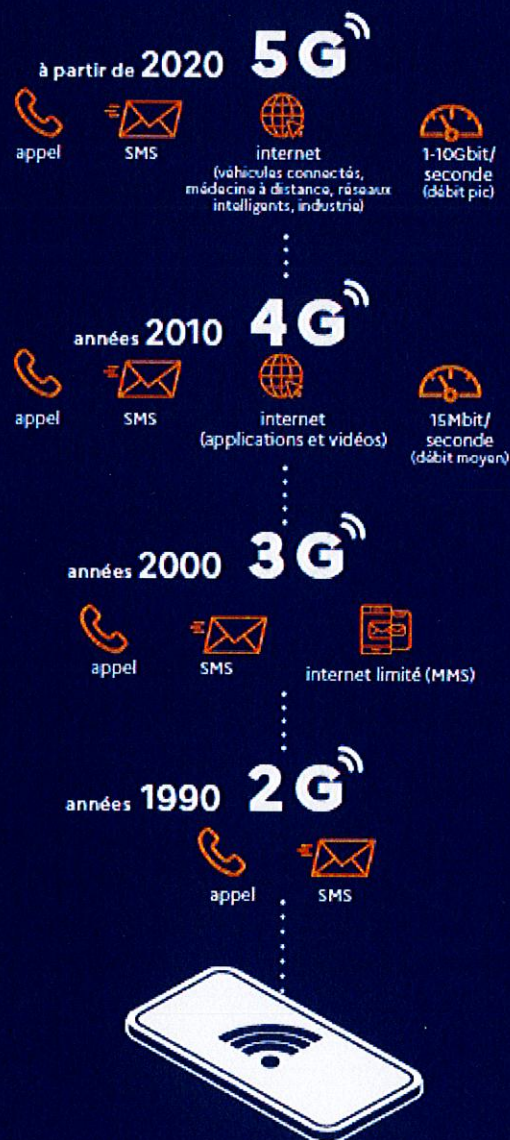 à partir de 2020 5G
appel
SMS
internet
(véhicules connectés,
médecine à distance, réseaux
intelligents, industrie)
1-10Gbit/
seconde
(débit pic)
années 2010 4G
appel
SMS
internet
(applications et vidéos)
15Mbit/
seconde
(débit moyen)
années 2000 3G
appel
SMS
internet limité (MMS)
années 1990 2G
appel
SMS